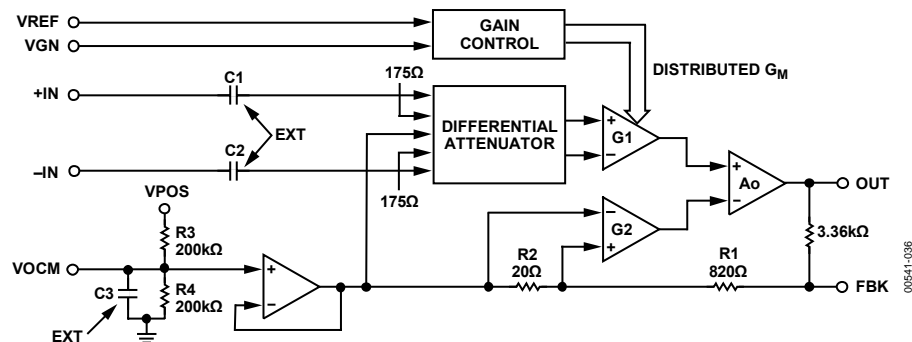 VREF
VGN
GAIN
CONTROL
DISTRIBUTED GM
+IN
C1
175Ω
EXT
DIFFERENTIAL
ATTENUATOR
+
G1
–
–IN
C2
175Ω
+
Ao
–
OUT
VPOS
R3
200kΩ
–
G2
+
3.36kΩ
VOCM
+
–
R2
20Ω
R1
820Ω
FBK
C3
R4
200kΩ
EXT
00541-036